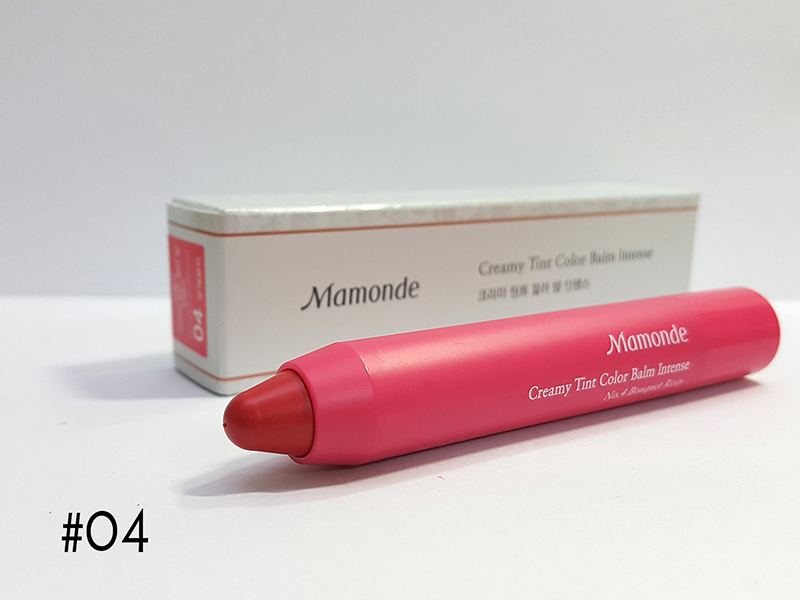 Mamonde
Creamy Tint Color Balm Intense
크리미 틴트 컬러 밤 인텐스
04
Mamonde
Creamy Tint Color Balm Intense
No.4 Bouquet Rose
#04